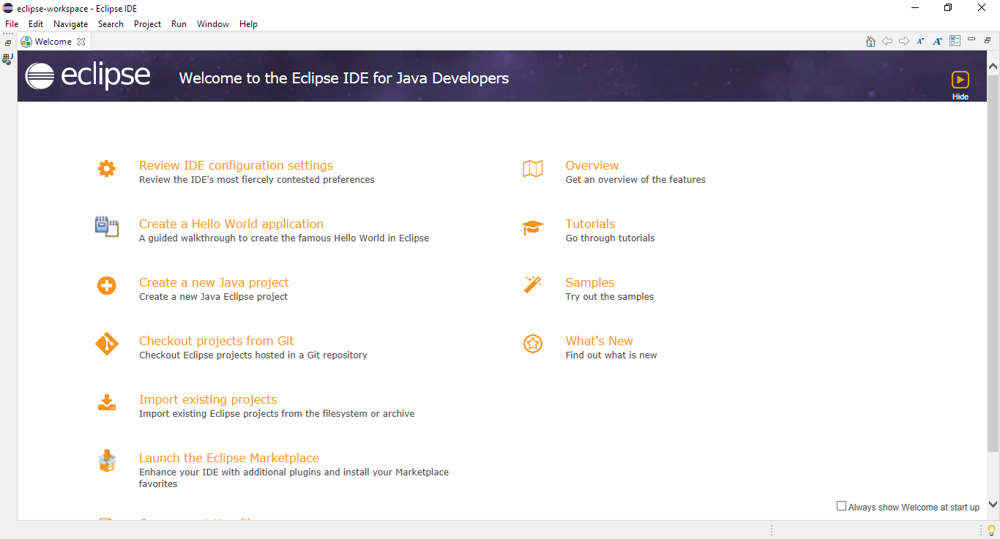 eclipse-workspace - Eclipse IDE
File Edit Navigate Search Project Run Window Help
Welcome
eclipse
Welcome to the Eclipse IDE for Java Developers
Hide
Review IDE configuration settings
Review the IDE's most fiercely contested preferences
Create a Hello World application
A guided walkthrough to create the famous Hello World in Eclipse
Create a new Java project
Create a new Java Eclipse project
Checkout projects from Git
Checkout Eclipse projects hosted in a Git repository
Import existing projects
Import existing Eclipse projects from the filesystem or archive
Launch the Eclipse Marketplace
Enhance your IDE with additional plugins and install your Marketplace
favorites
Overview
Get an overview of the features
Tutorials
Go through tutorials
Samples
Try out the samples
What's New
Find out what is new
Always show Welcome at start up